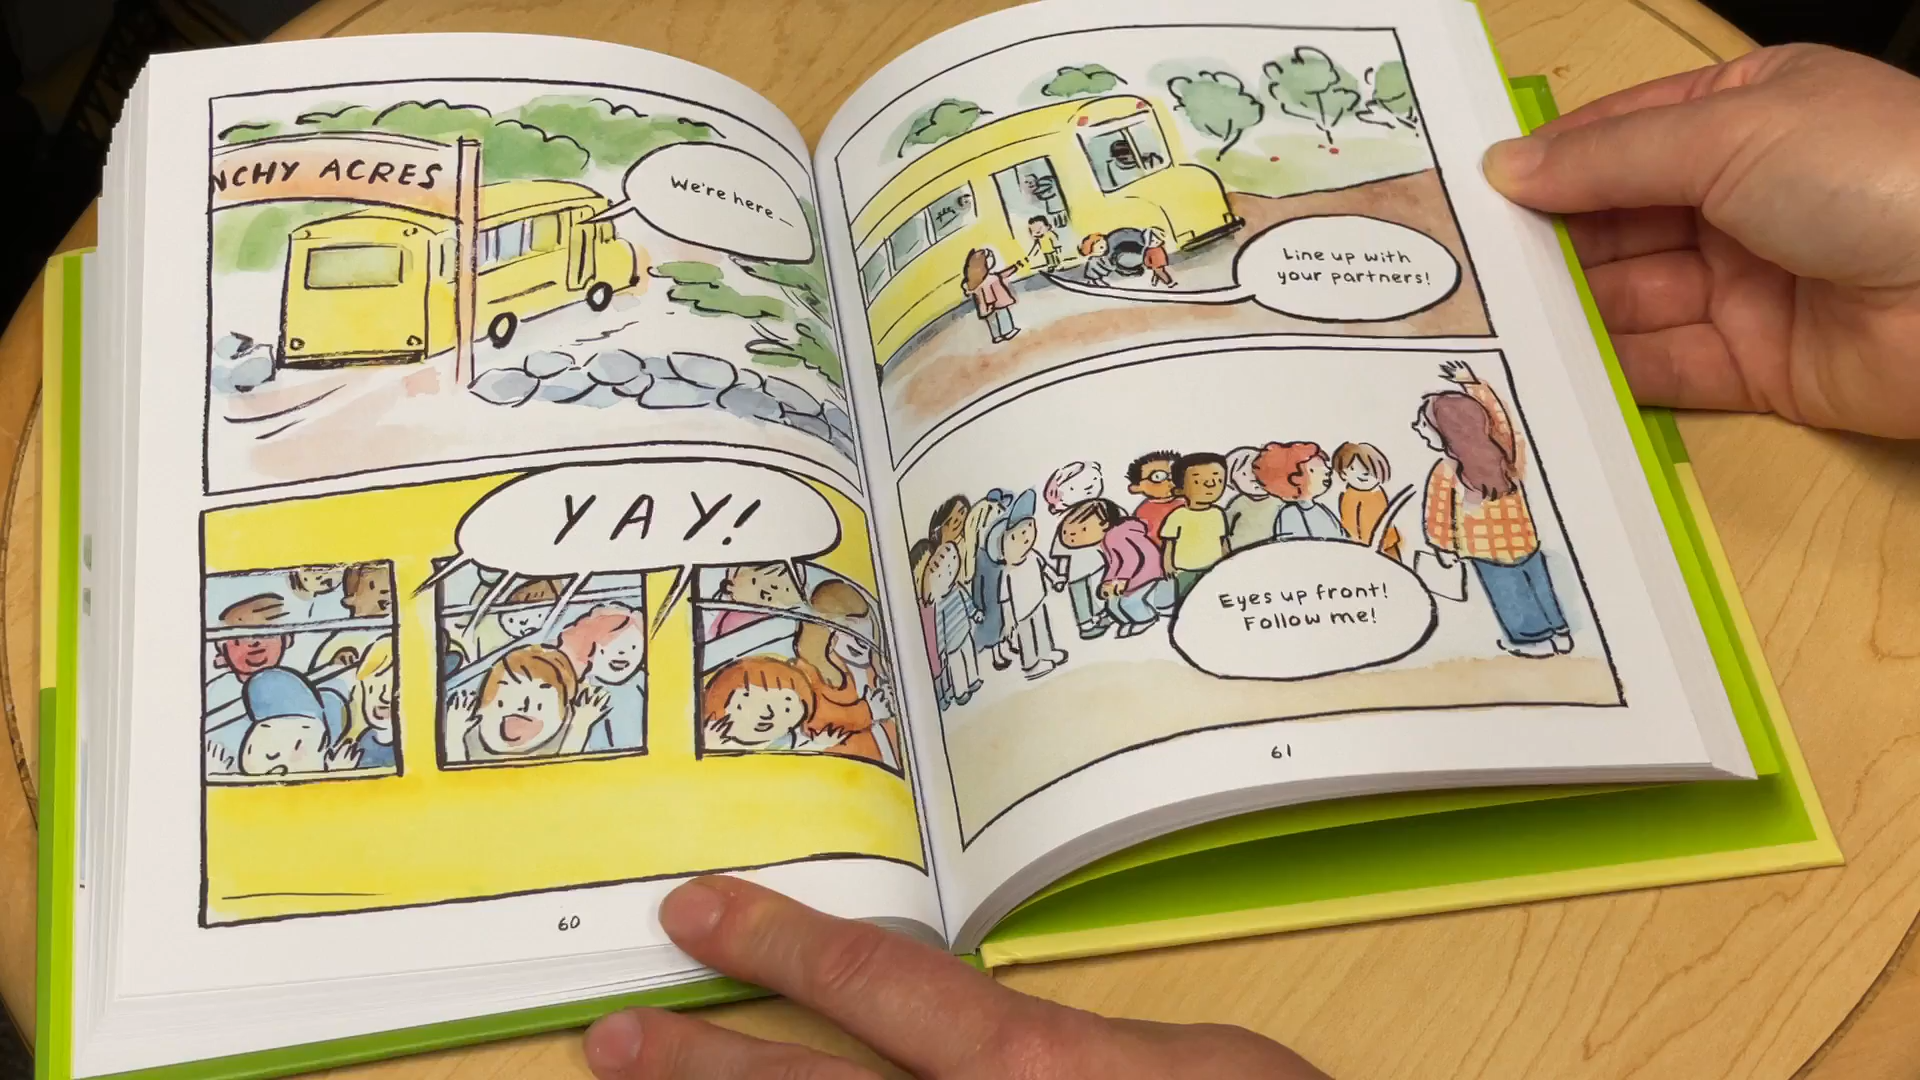 NCHY ACRES
We're here—
YAY!
60
Line up with
your partners!
Eyes up front!
Follow me!
61